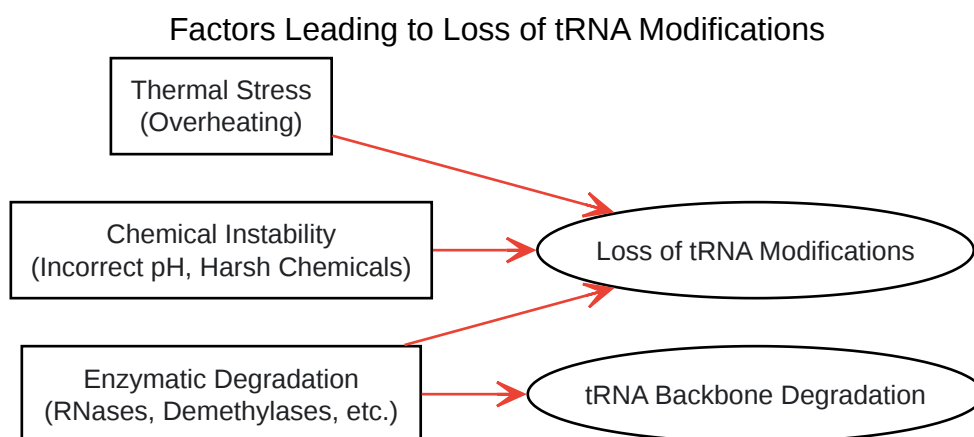 Factors Leading to Loss of tRNA Modifications
Thermal Stress
(Overheating)
Chemical Instability
(Incorrect pH, Harsh Chemicals)
Loss of tRNA Modifications
Enzymatic Degradation
(RNases, Demethylases, etc.)
tRNA Backbone Degradation